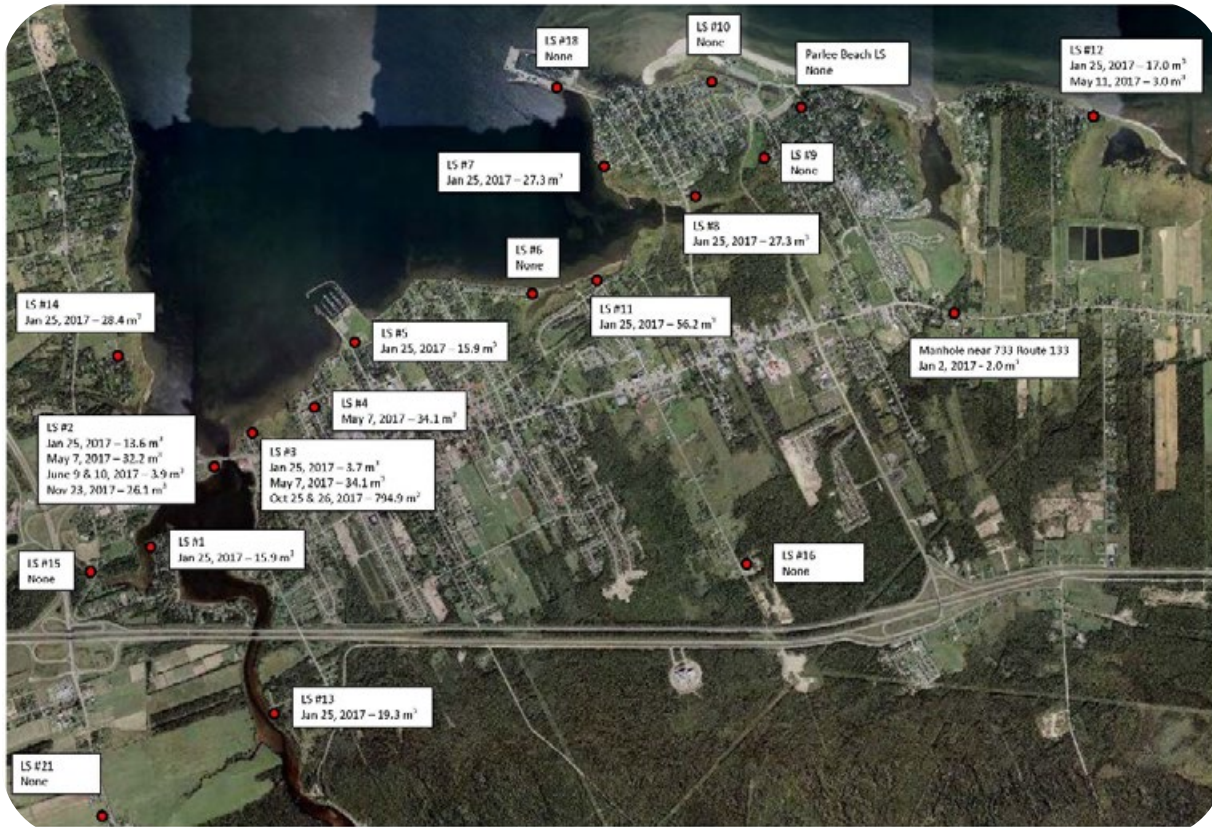 LS #18
None
LS #10
None
Parlee Beach LS
None
LS #12
Jan 25, 2017 – 17.0 m³
May 11, 2017 – 3.0 m³
LS #7
Jan 25, 2017 – 27.3 m³
LS #9
None
LS #8
Jan 25, 2017 – 27.3 m³
LS #6
None
LS #14
Jan 25, 2017 – 28.4 m³
LS #11
Jan 25, 2017 – 56.2 m³
LS #5
Jan 25, 2017 – 15.9 m³
Manhole near 733 Route 133
Jan 2, 2017 - 2.0 m³
LS #4
May 7, 2017 – 34.1 m³
LS #2
Jan 25, 2017 – 13.6 m³
May 7, 2017 – 32.2 m³
June 9 & 10, 2017 – 3.9 m³
Nov 23, 2017 – 26.1 m³
LS #3
Jan 25, 2017 – 3.7 m³
May 7, 2017 – 34.1 m³
Oct 25 & 26, 2017 – 794.9 m³
LS #1
Jan 25, 2017 – 15.9 m³
LS #15
None
LS #16
None
LS #13
Jan 25, 2017 – 19.3 m³
LS #21
None